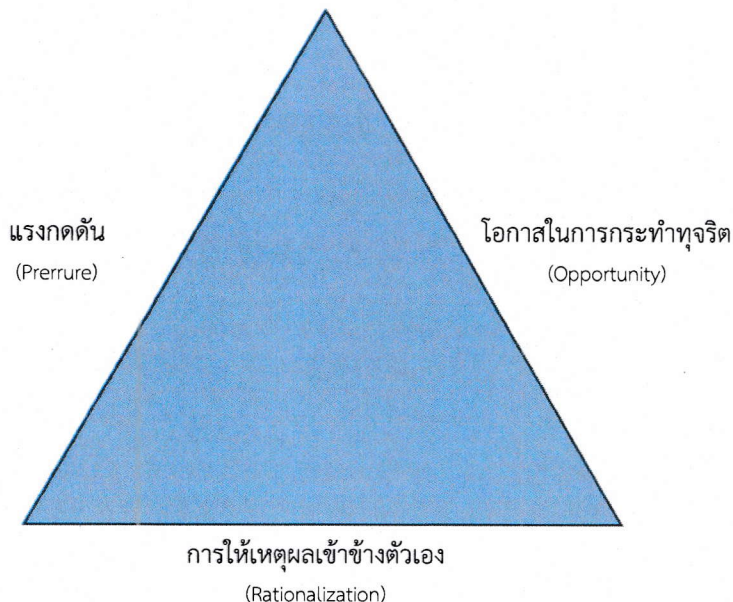 แรงกดดัน
(Prerrure)
โอกาสในการกระทำทุจริต
(Opportunity)
การให้เหตุผลเข้าข้างตัวเอง
(Rationalization)